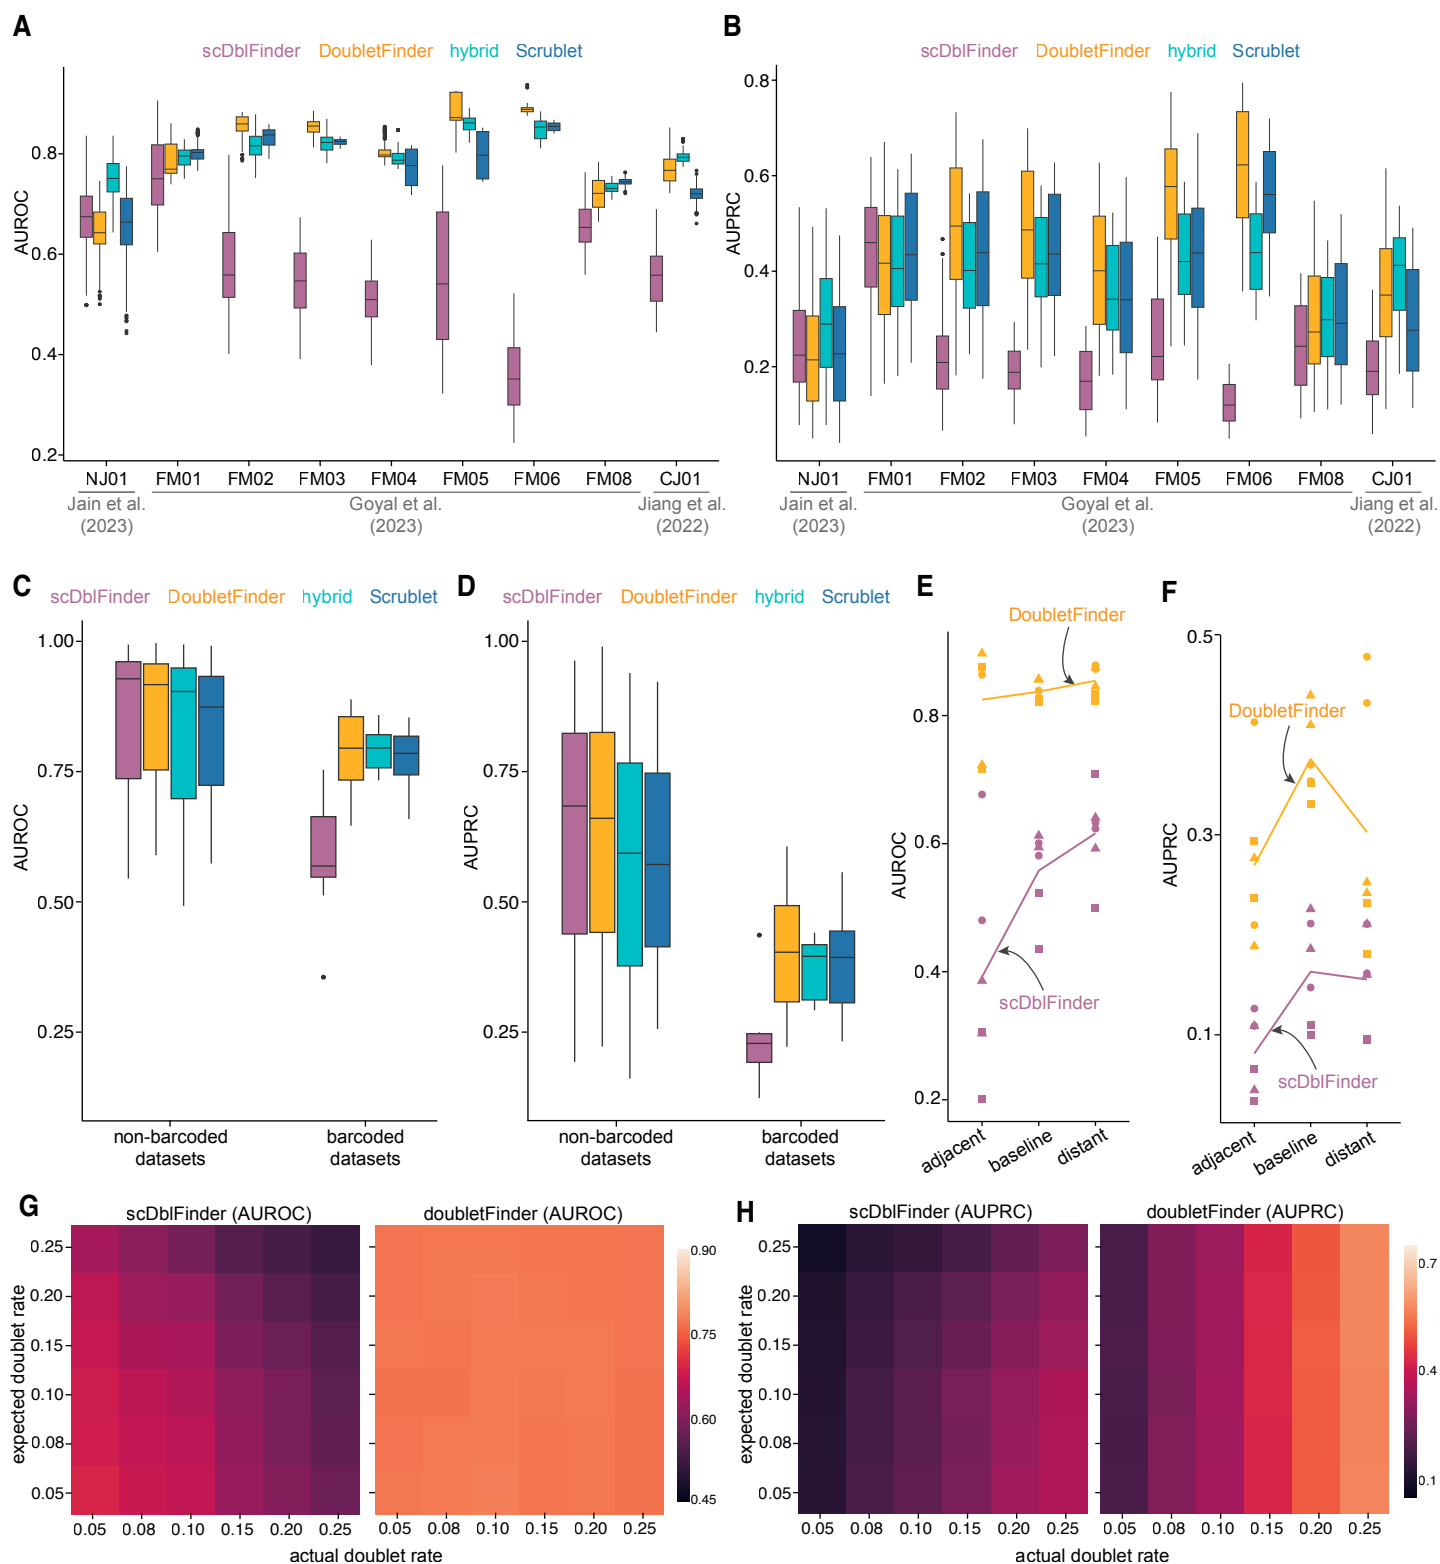 A
scDblFinder DoubletFinder hybrid Scrublet
AUROC
0.8
0.6
0.4
0.2
NJ01 FM01 FM02 FM03 FM04 FM05 FM06 FM08 CJ01
Jain et al. Goyal et al. Jiang et al.
(2023) (2023) (2022)
B
scDblFinder DoubletFinder hybrid Scrublet
AUPRC
0.8
0.6
0.4
0.2
NJ01 FM01 FM02 FM03 FM04 FM05 FM06 FM08 CJ01
Jain et al. Goyal et al. Jiang et al.
(2023) (2023) (2022)
C
scDblFinder DoubletFinder hybrid Scrublet
AUROC
1.00
0.75
0.50
0.25
non-barcoded barcoded
datasets datasets
D
scDblFinder DoubletFinder hybrid Scrublet
AUPRC
1.00
0.75
0.50
0.25
non-barcoded barcoded
datasets datasets
E
DoubletFinder
AUROC
0.8
0.6
0.4
0.2
scDblFinder
adjacent baseline distant
F
0.5
DoubletFinder
AUPRC
0.3
0.1
scDblFinder
adjacent baseline distant
G
scDblFinder (AUROC) doubletFinder (AUROC)
expected doublet rate
0.25
0.20
0.15
0.10
0.08
0.05
0.05 0.08 0.10 0.15 0.20 0.25 0.05 0.08 0.10 0.15 0.20 0.25
actual doublet rate
0.90
0.75
0.60
0.45
H
scDblFinder (AUPRC) doubletFinder (AUPRC)
expected doublet rate
0.25
0.20
0.15
0.10
0.08
0.05
0.05 0.08 0.10 0.15 0.20 0.25 0.05 0.08 0.10 0.15 0.20 0.25
actual doublet rate
0.7
0.4
0.1